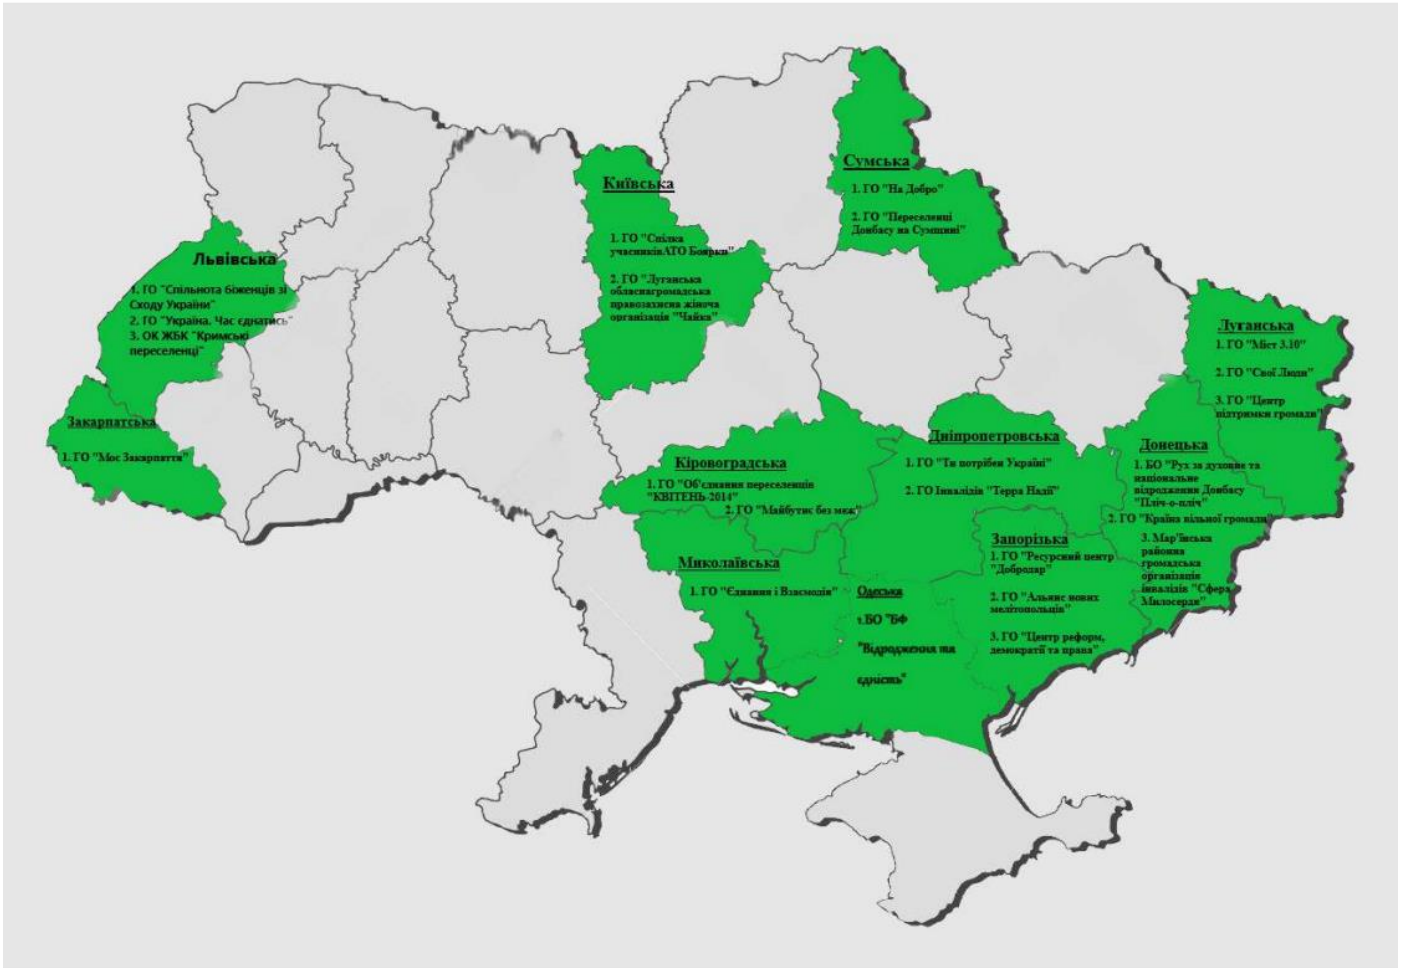 Сумська
1. ГО "На Добро"
2. ГО "Переселенці
Донбасу на Сумщині"
Київська
1. ГО "Спілка
учасниківАТО Боярки"
2. ГО "Луганська
обласнагромадська
правозахисна жіноча
організація "Чайка"
Львівська
1. ГО "Спільнота біженців зі
Сходу України"
2. ГО "Україна. Час єднатись"
3. ОК ЖБК "Кримські
переселенці"
Закарпатська
1. ГО "Моє Закарпаття"
Луганська
1. ГО "Міст 3.10"
2. ГО "Свої Люди"
3. ГО "Центр
підтримки громади"
Донецька
1. БО "Рух за духовне та
національне
відродження Донбасу
"Пліч-о-пліч"
2. ГО "Країна вільної громади"
3. Мар'їнська
районна
громадська
організація
інвалідів "Сфера
Милосердя"
Дніпропетровська
1. ГО "Ти потрібен Україні"
2. ГО Інвалідів "Терра Надії"
Кіровоградська
1. ГО "Об'єднання переселенців
"КВІТЕНЬ-2014"
2. ГО "Майбутнє без меж"
Запорізька
1. ГО "Ресурсний центр
"Добродар"
2. ГО "Альянс нових
мелітопольців"
3. ГО "Центр реформ,
демократії та права"
Миколаївська
1. ГО "Єднання і Взаємодія"
Одеська
1.БО "БФ
"Відродження та
єдність"